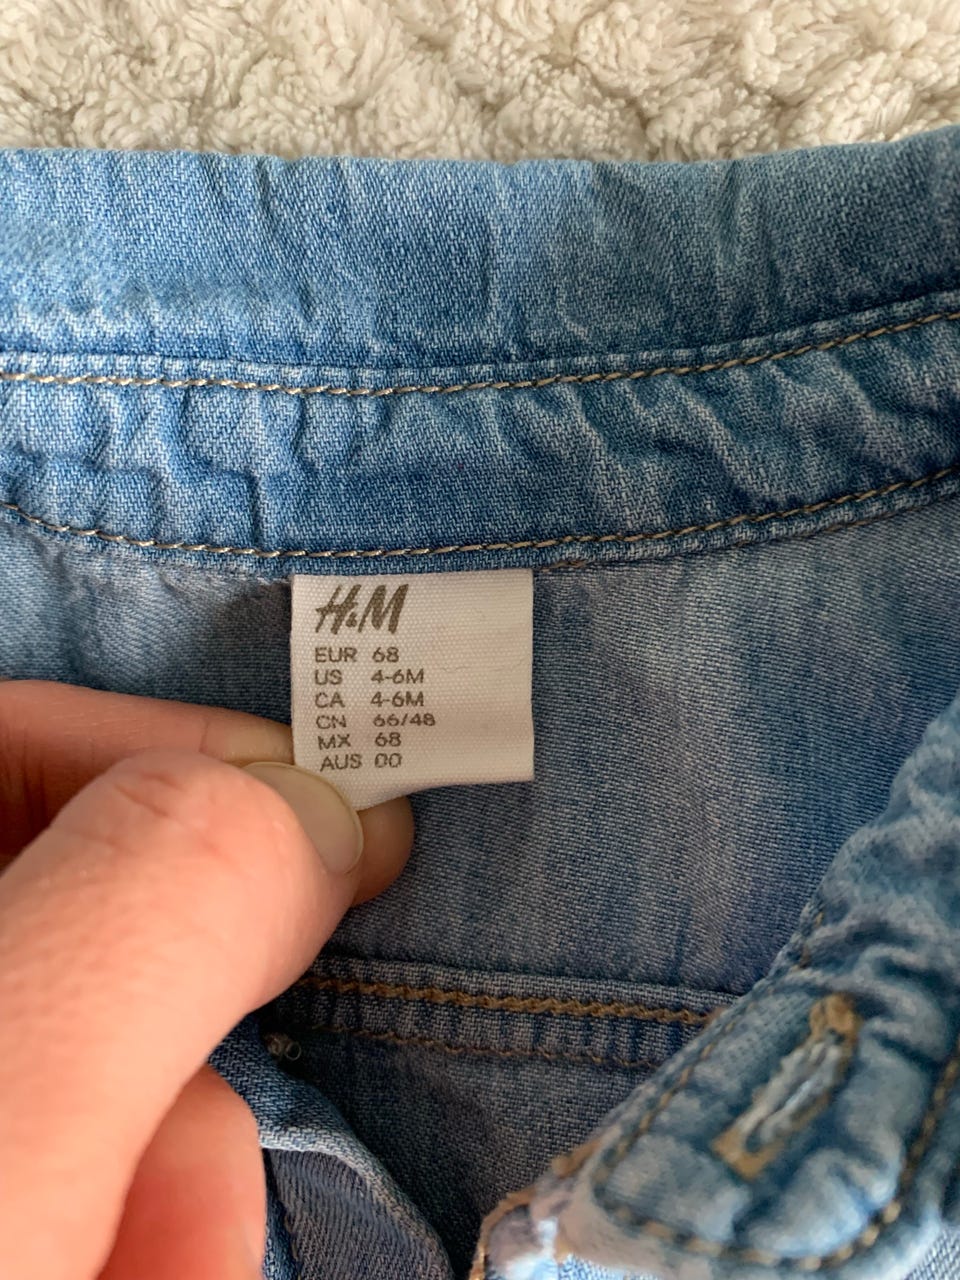 H&M
EUR 68
US 4-6M
CA 4-6M
CN 66/48
MX 68
AUS 00